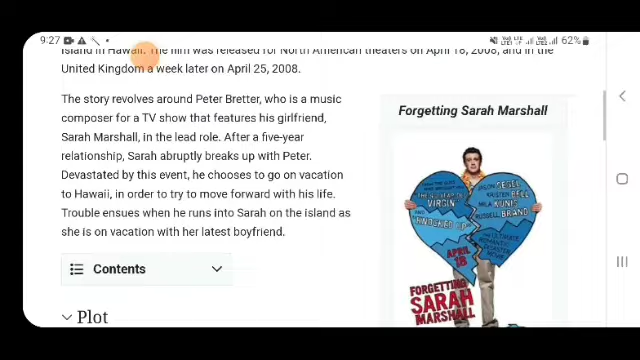 9:27 62%
Island in Hawaii. The film was released for North American theaters on April 18, 2008, and in the
United Kingdom a week later on April 25, 2008.
The story revolves around Peter Bretter, who is a music
composer for a TV show that features his girlfriend,
Sarah Marshall, in the lead role. After a five-year
relationship, Sarah abruptly breaks up with Peter.
Devastated by this event, he chooses to go on vacation
to Hawaii, in order to try to move forward with his life.
Trouble ensues when he runs into Sarah on the island as
she is on vacation with her latest boyfriend.
Contents
Plot
Forgetting Sarah Marshall
VIRGIN
AND
KNOCKED UP
JASON SEGEL
KRISTEN BELL
MILA KUNIS
RUSSELL BRAND
THE ULTIMATE
ROMANTIC
DISASTER
MOVIE
APRIL
18
FORGETTING
SARAH
MARSHALL